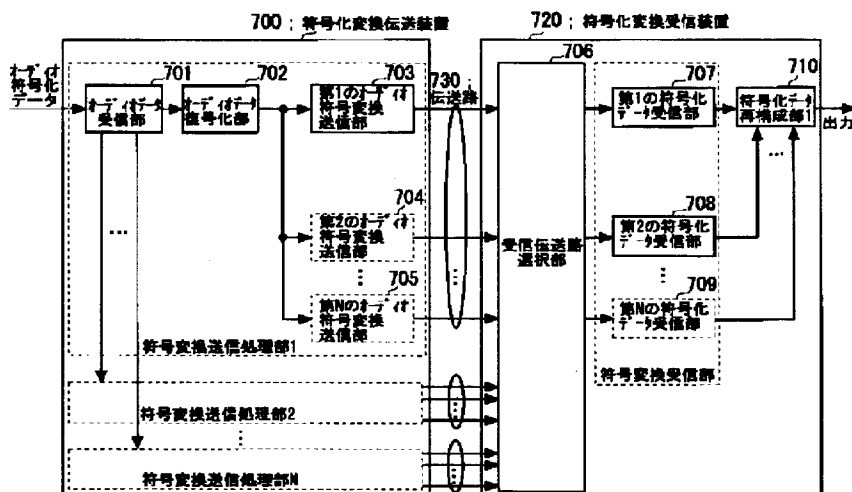 700 ; 符号化変換伝送装置
720 ; 符号化変換受信装置
706
オーディオ
符号化
データ
701
オーディオデータ
受信部
702
オーディオデータ
復号化部
703
第1のオーディオ
符号変換
送信部
730 ;
伝送路
707
第1の符号化
データ受信部
710
符号化データ
再構成部1
出力
…
704
第2のオーディオ
符号変換
送信部
受信伝送路
選択部
708
第2の符号化
データ受信部
…
705
第Nのオーディオ
符号変換
送信部
709
第Nの符号化
データ受信部
符号変換送信処理部1
符号変換受信部
符号変換送信処理部2
符号変換送信処理部N